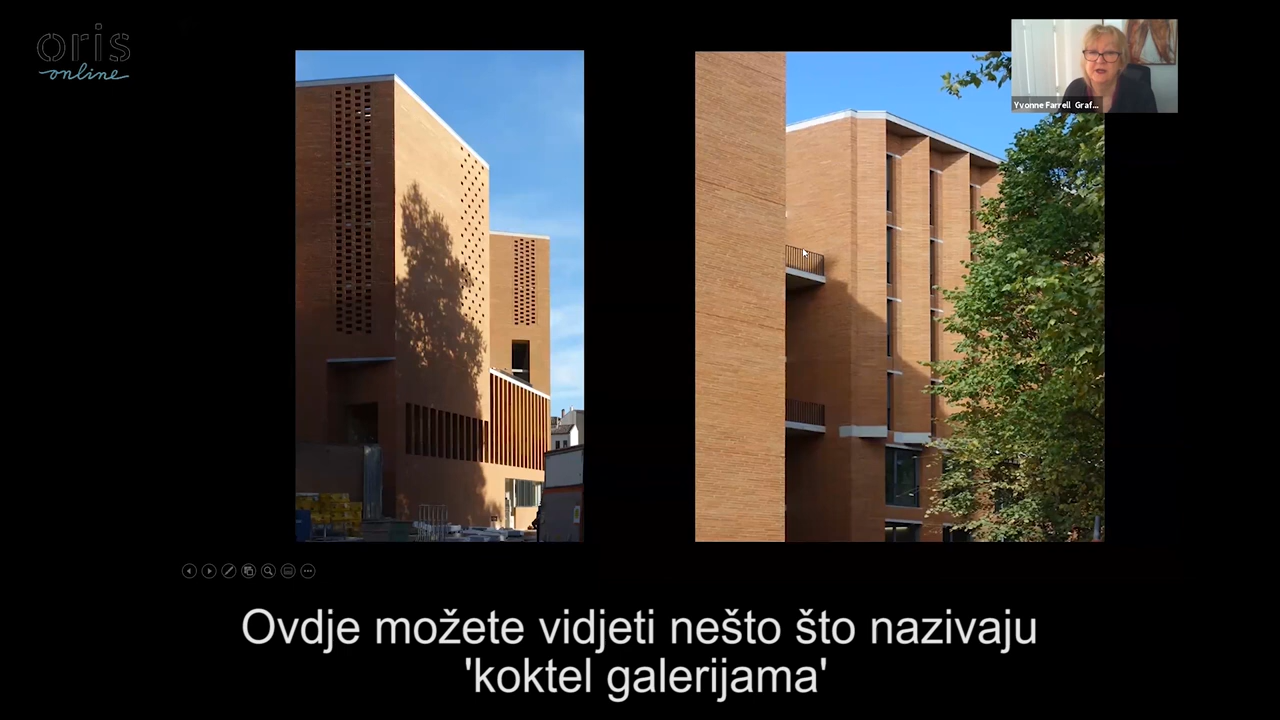 oris
online
Yvonne Farrell Graf...
Ovdje možete vidjeti nešto što nazivaju
'koktel galerijama'